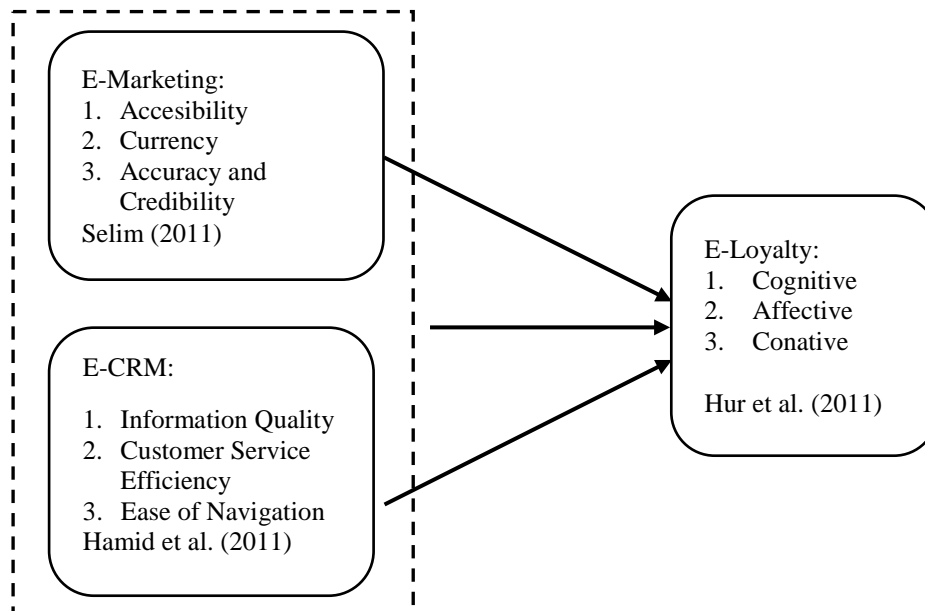 E-Marketing:
1. Accesibility
2. Currency
3. Accuracy and
Credibility
Selim (2011)
E-CRM:
1. Information Quality
2. Customer Service
Efficiency
3. Ease of Navigation
Hamid et al. (2011)
E-Loyalty:
1. Cognitive
2. Affective
3. Conative
Hur et al. (2011)